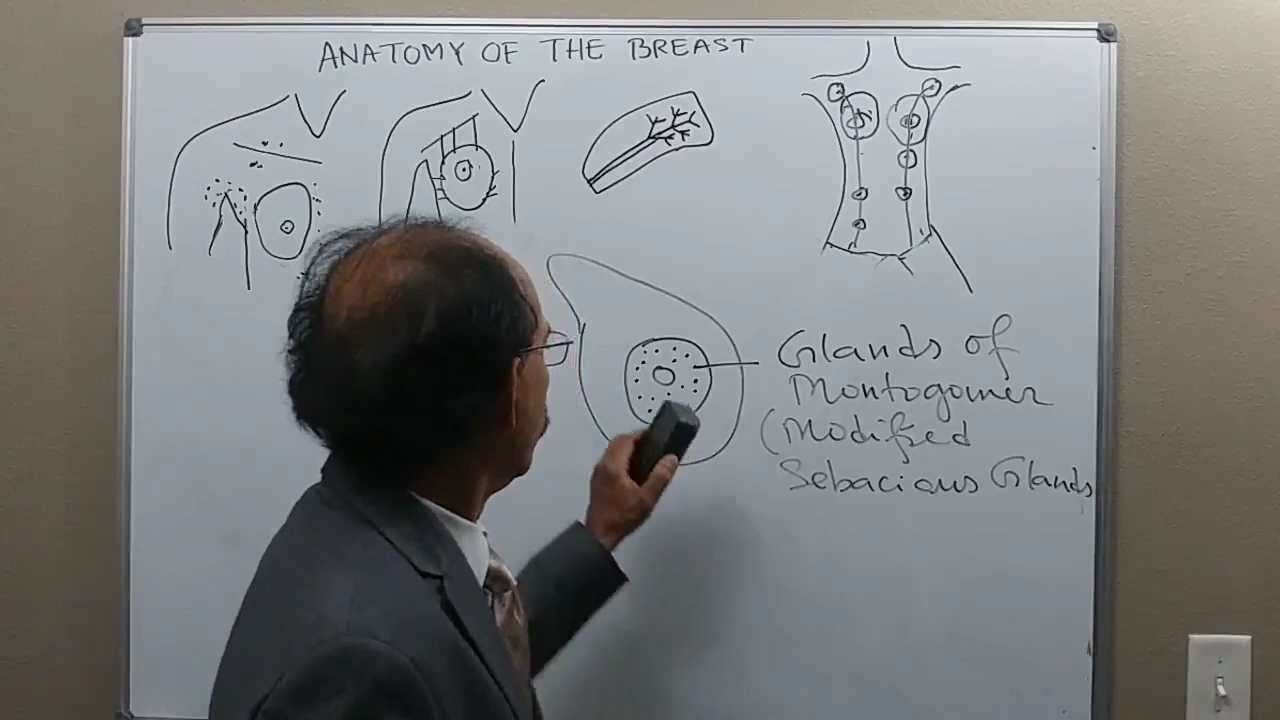 ANATOMY OF THE BREAST
Glands of
Montogomer
(Modified
Sebacious Glands